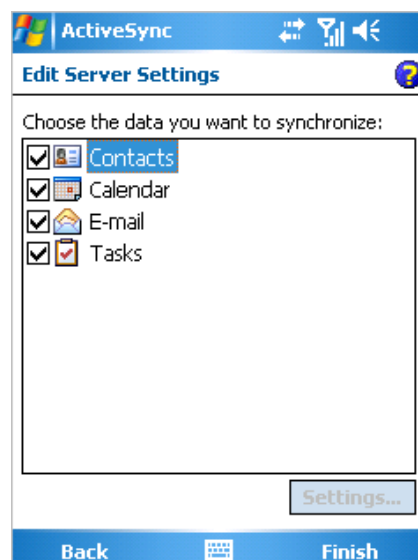 ActiveSync
Edit Server Settings
Choose the data you want to synchronize:
Contacts
Calendar
E-mail
Tasks
Settings...
Back Finish